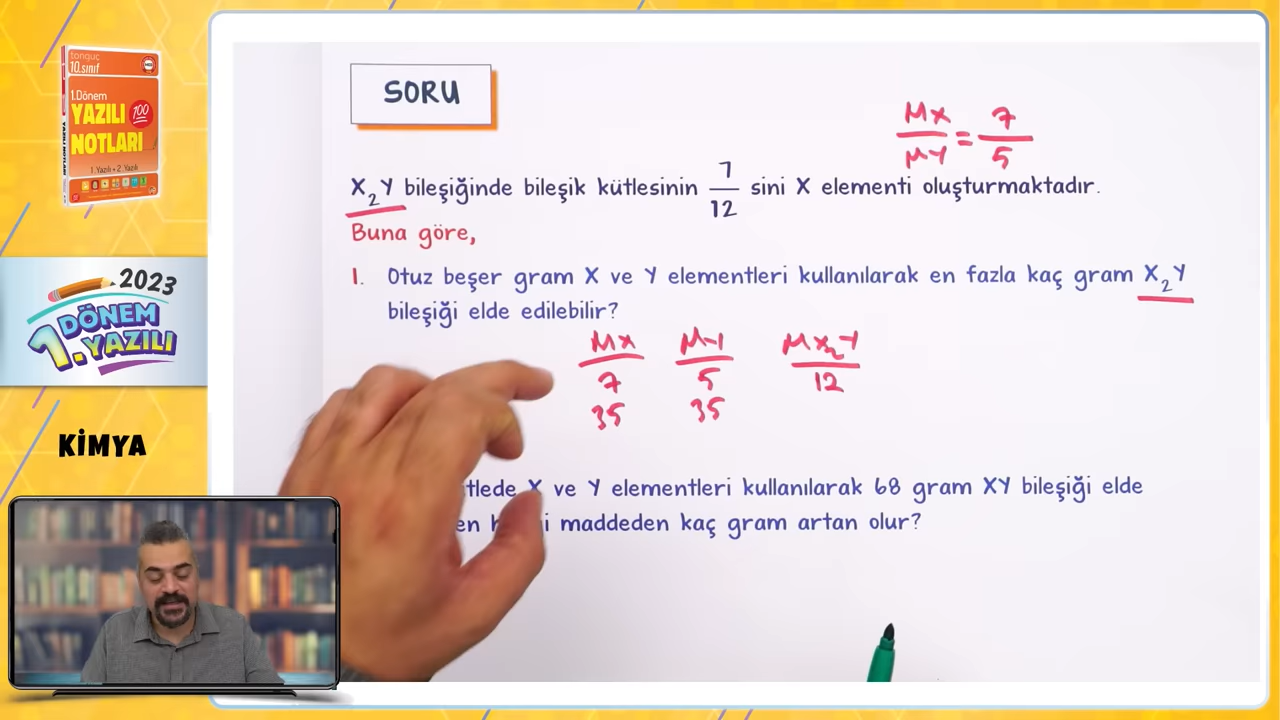 tonguç
10.sınıf
1.Dönem
YAZILI
100
NOTLARI
1. Yazılı • 2. Yazılı
YAZILI NOTLARI
2023
1. DÖNEM
YAZILI
KİMYA
SORU
MX / MY = 7 / 5
X₂Y bileşiğinde bileşik kütlesinin 7/12 sini X elementi oluşturmaktadır.
Buna göre,
1. Otuz beşer gram X ve Y elementleri kullanılarak en fazla kaç gram X₂Y
bileşiği elde edilebilir?
MX MY MX₂Y
7 5 12
35 35
X ve Y elementleri kullanılarak 68 gram XY bileşiği elde
maddeden kaç gram artan olur?